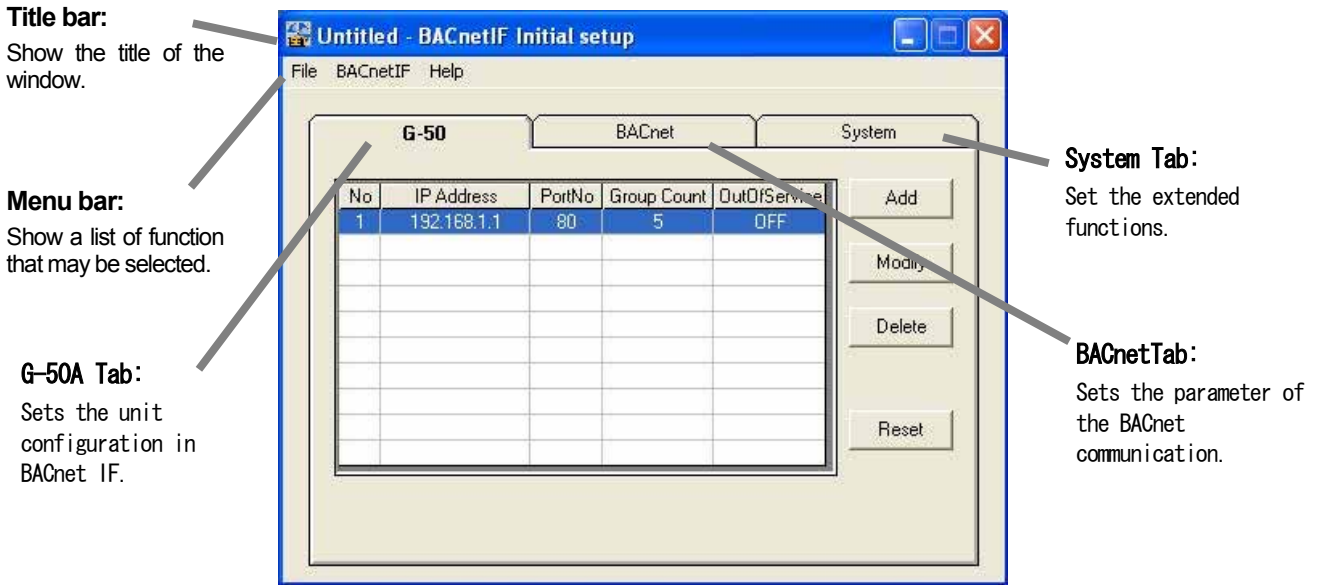 Title bar:
Show the title of the
window.
Menu bar:
Show a list of function
that may be selected.
G-50A Tab:
Sets the unit
configuration in
BACnet IF.
Untitled - BACnetIF Initial setup
File BACnetIF Help
G-50 BACnet System
No IP Address PortNo Group Count OutOfService
1 192.168.1.1 80 5 OFF
Add
Modify
Delete
Reset
System Tab:
Set the extended
functions.
BACnetTab:
Sets the parameter of
the BACnet
communication.